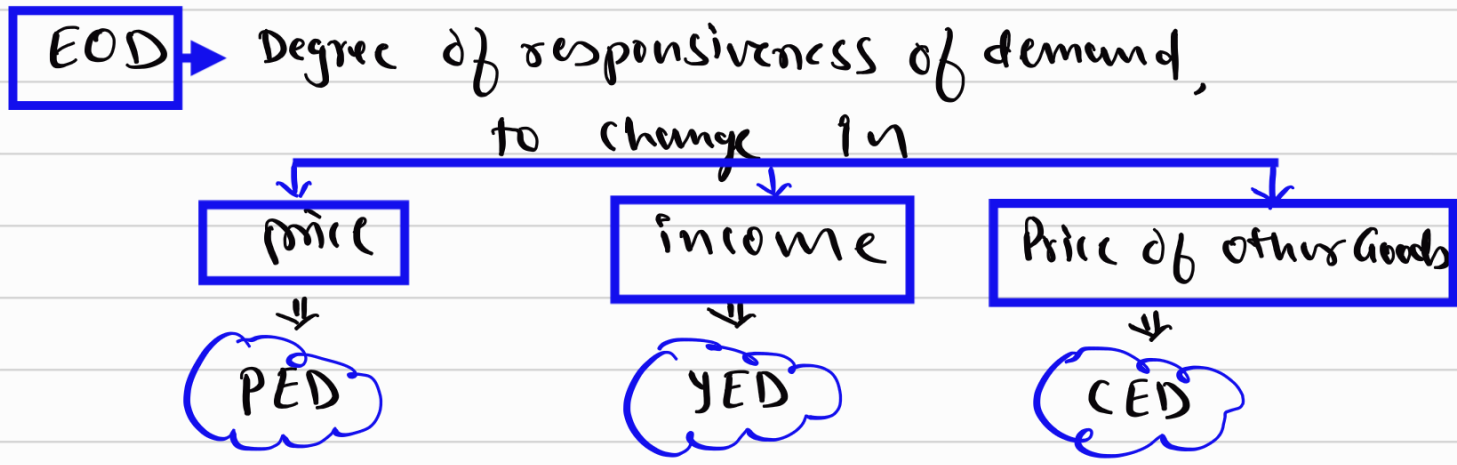 EOD Degree of responsiveness of demand,
to change in
price income Price of other Goods
PED YED CED